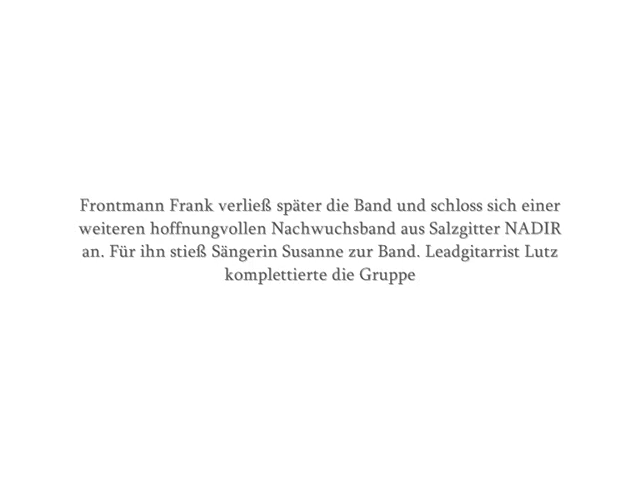 Frontmann Frank verließ später die Band und schloss sich einer
weiteren hoffnungvollen Nachwuchsband aus Salzgitter NADIR
an. Für ihn stieß Sängerin Susanne zur Band. Leadgitarrist Lutz
komplettierte die Gruppe